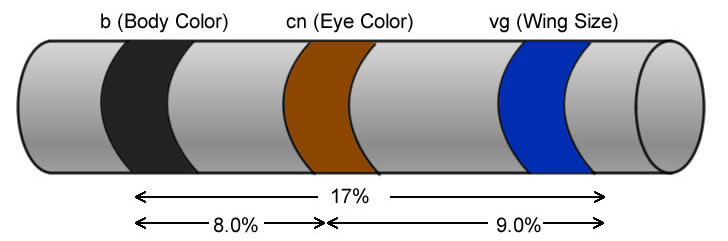 b (Body Color) cn (Eye Color) vg (Wing Size)
17%
8.0% 9.0%